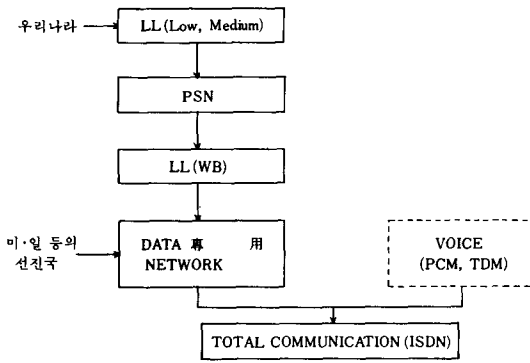 우리나라
LL(Low, Medium)
PSN
LL(WB)
미·일 등의
선진국
DATA 專 用
NETWORK
VOICE
(PCM, TDM)
TOTAL COMMUNICATION(ISDN)